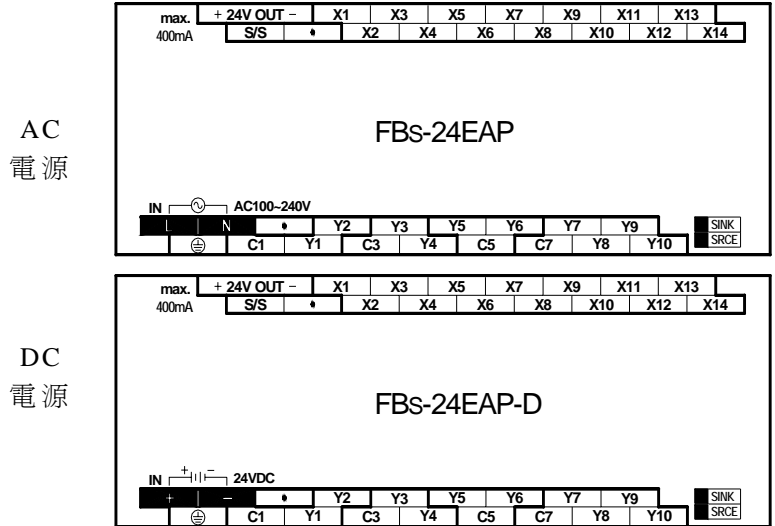 max. + 24V OUT − X1 X3 X5 X7 X9 X11 X13
400mA S/S • X2 X4 X6 X8 X10 X12 X14
AC
電源
FBs-24EAP
IN AC100~240V
L N • Y2 Y3 Y5 Y6 Y7 Y9 SINK
C1 Y1 C3 Y4 C5 C7 Y8 Y10 SRCE
max. + 24V OUT − X1 X3 X5 X7 X9 X11 X13
400mA S/S • X2 X4 X6 X8 X10 X12 X14
DC
電源
FBs-24EAP-D
IN + − 24VDC
+ − • Y2 Y3 Y5 Y6 Y7 Y9 SINK
C1 Y1 C3 Y4 C5 C7 Y8 Y10 SRCE